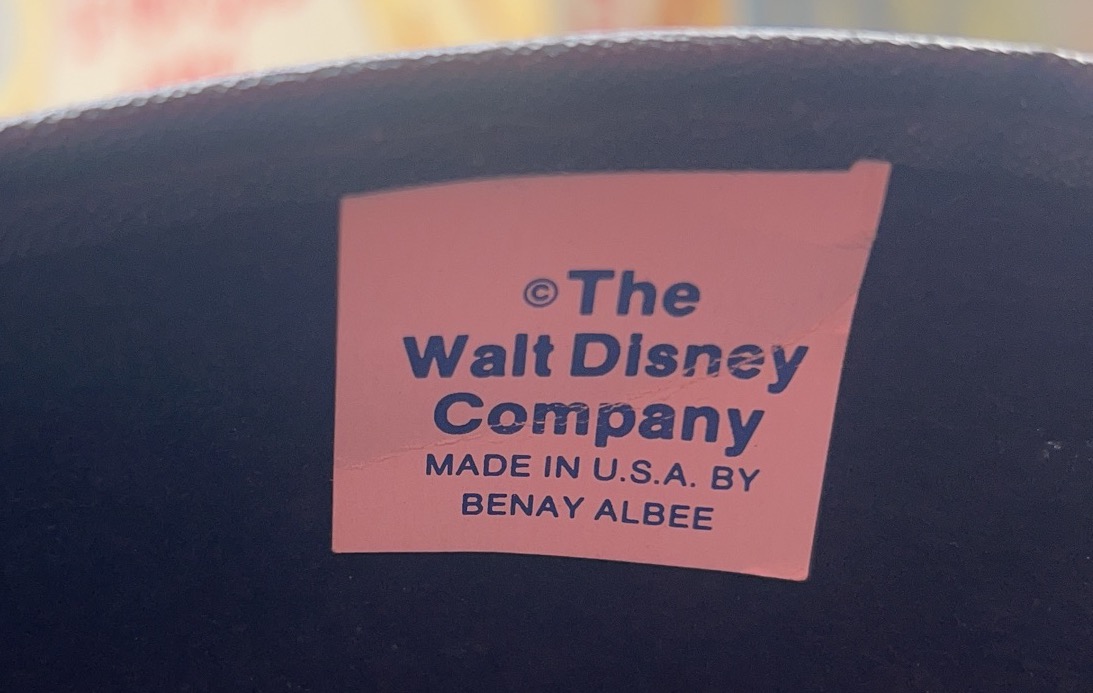 © The
Walt Disney
Company
MADE IN U.S.A. BY
BENAY ALBEE